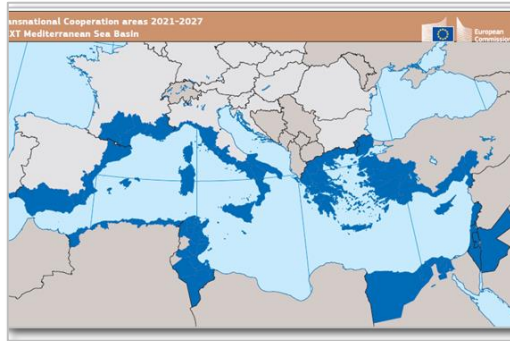 ansnational Cooperation areas 2021-2027
XT Mediterranean Sea Basin
European
Commission